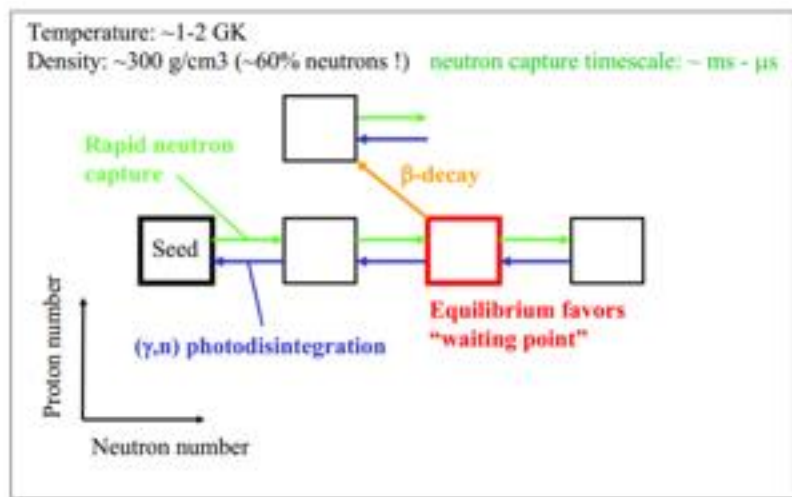 Temperature: ~1-2 GK
Density: ~300 g/cm3 (~60% neutrons !) neutron capture timescale: ~ ms - μs
Rapid neutron
capture
β-decay
Seed
Equilibrium favors
“waiting point”
(γ,n) photodisintegration
Proton number
Neutron number